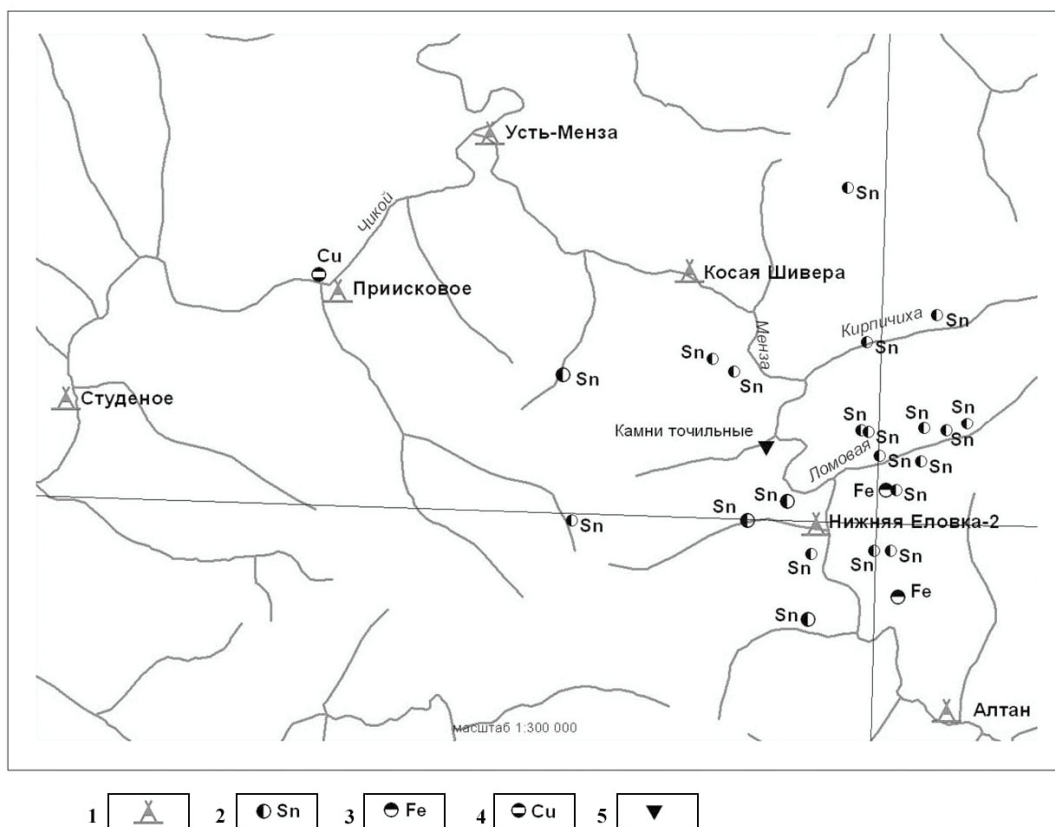 Усть-Менза
Sn
Чикой
Cu
Косая Шивера
Приисковое
Sn
Кирпичиха
Sn
Менза
Sn
Sn
Sn
Студеное
Sn
Sn
Sn
Камни точильные
Sn
Sn
Ломовая
Sn
Sn
Sn
Fe
Sn
Sn
Sn
Нижняя Еловка-2
Sn
Sn
Sn
Fe
Sn
Алтан
масштаб 1:300 000
1
2 Sn
3 Fe
4 Cu
5